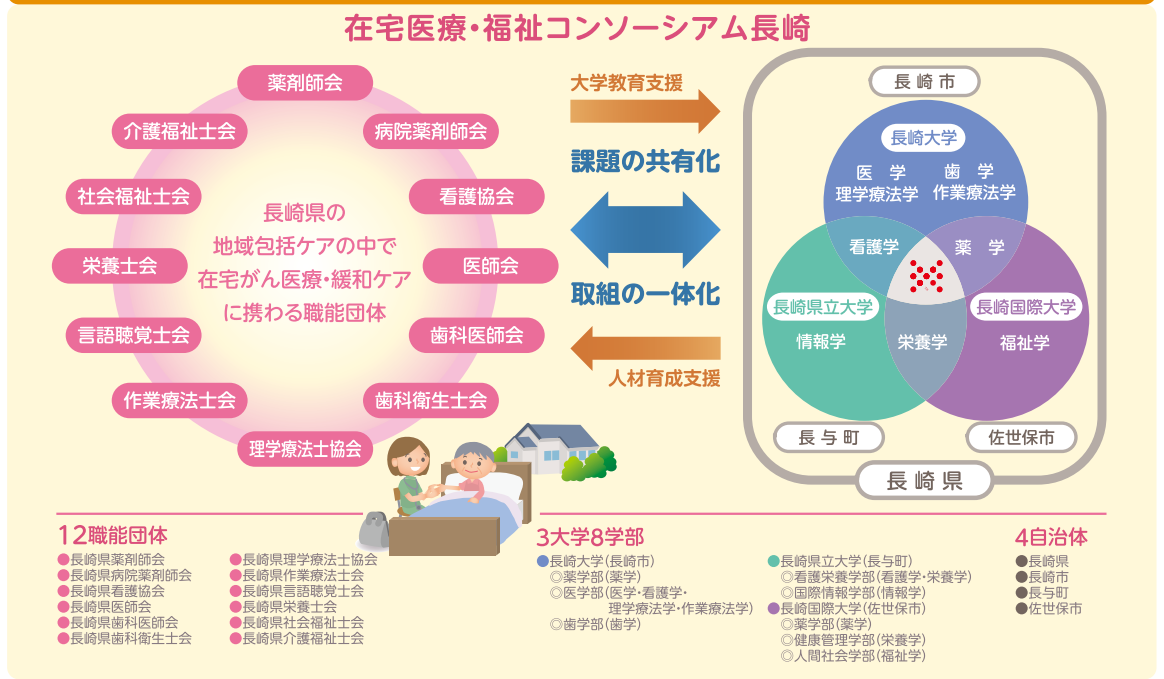 在宅医療・福祉コンソーシアム長崎
薬剤師会
介護福祉士会
病院薬剤師会
社会福祉士会
看護協会
栄養士会
医師会
言語聴覚士会
歯科医師会
作業療法士会
歯科衛生士会
理学療法士協会
長崎県の
地域包括ケアの中で
在宅がん医療・緩和ケア
に携わる職能団体
大学教育支援
課題の共有化
取組の一体化
人材育成支援
長崎市
長崎大学
医 学
歯 学
理学療法学
作業療法学
看護学
薬 学
長崎県立大学
長崎国際大学
情報学
栄養学
福祉学
長与町
佐世保市
長崎県
12職能団体
●長崎県薬剤師会
●長崎県病院薬剤師会
●長崎県看護協会
●長崎県医師会
●長崎県歯科医師会
●長崎県歯科衛生士会
●長崎県理学療法士協会
●長崎県作業療法士会
●長崎県言語聴覚士会
●長崎県栄養士会
●長崎県社会福祉士会
●長崎県介護福祉士会
3大学8学部
●長崎大学(長崎市)
◎薬学部(薬学)
◎医学部(医学・看護学・
理学療法学・作業療法学)
◎歯学部(歯学)
●長崎県立大学(長与町)
◎看護栄養学部(看護学・栄養学)
◎国際情報学部(情報学)
●長崎国際大学(佐世保市)
◎薬学部(薬学)
◎健康管理学部(栄養学)
◎人間社会学部(福祉学)
4自治体
●長崎県
●長崎市
●長与町
●佐世保市